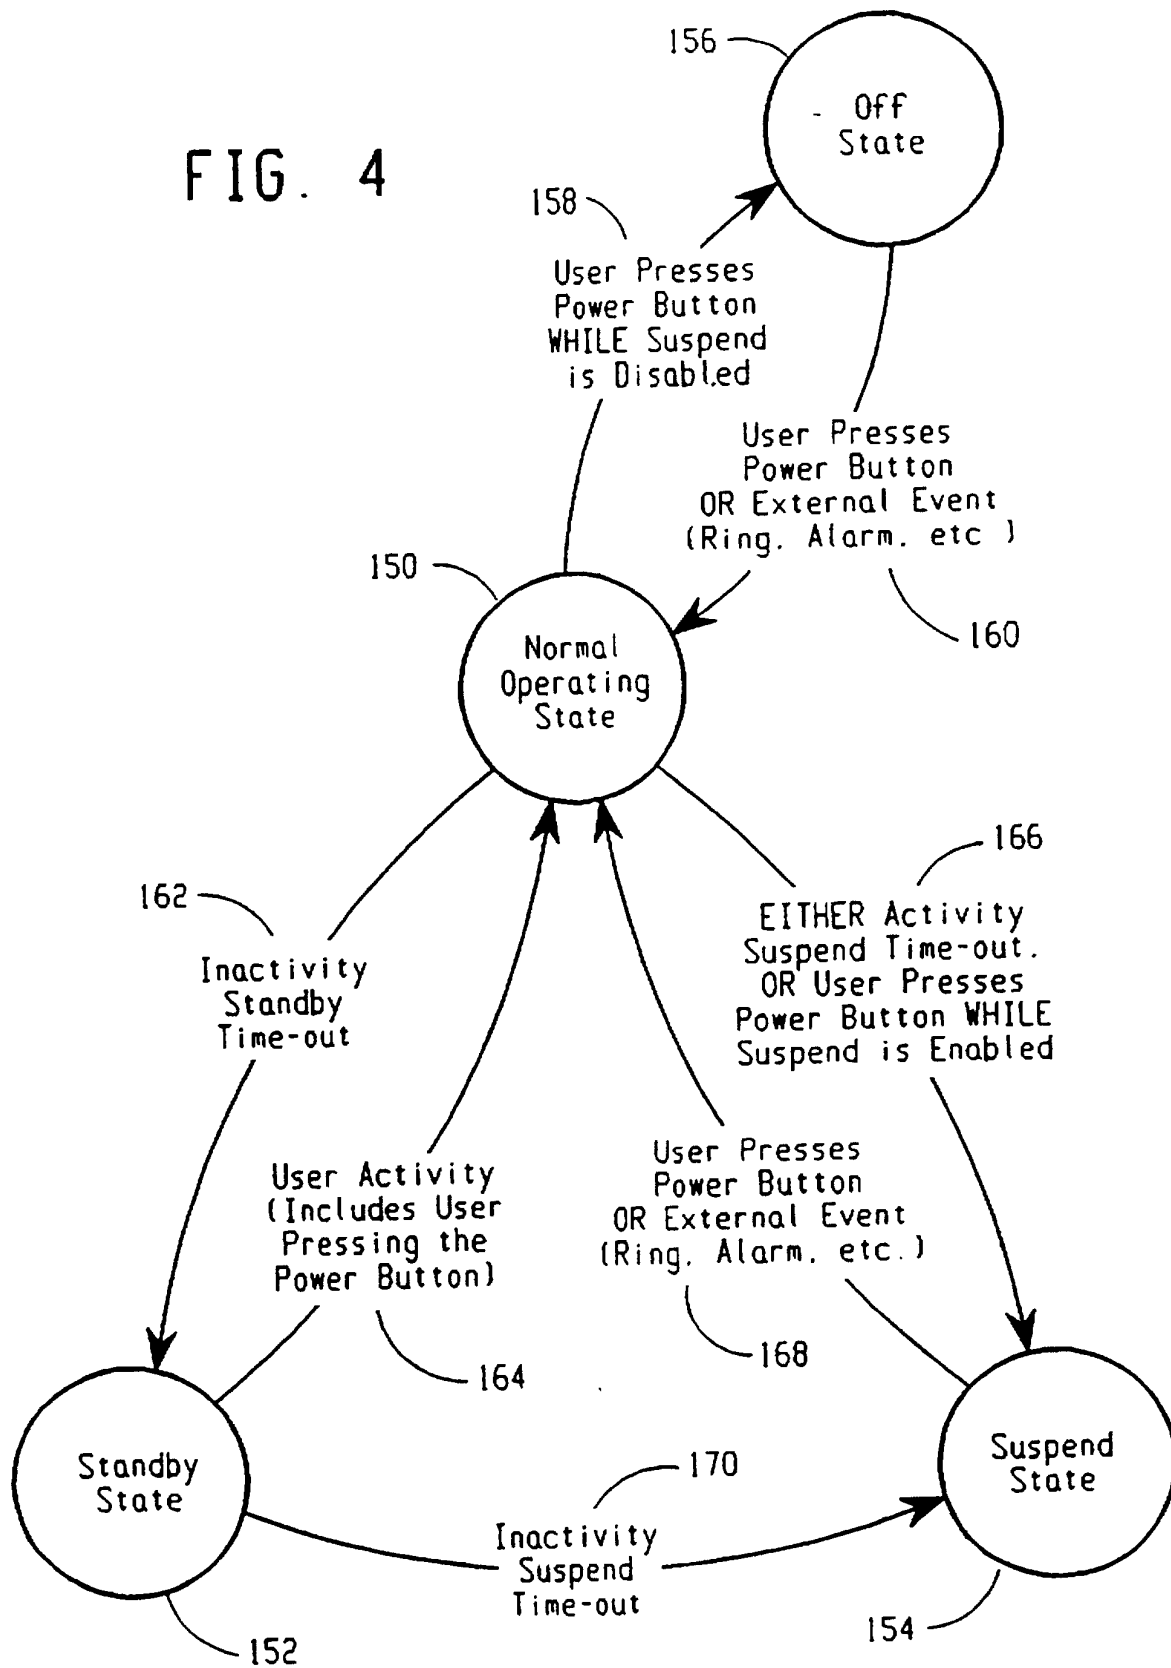 156
Off
State
FIG. 4
158
User Presses
Power Button
WHILE Suspend
is Disabled
User Presses
Power Button
OR External Event
(Ring. Alarm. etc )
160
150
Normal
Operating
State
162
Inactivity
Standby
Time-out
166
EITHER Activity
Suspend Time-out.
OR User Presses
Power Button WHILE
Suspend is Enabled
User Activity
(Includes User
Pressing the
Power Button)
164
User Presses
Power Button
OR External Event
(Ring. Alarm. etc.)
168
Standby
State
152
170
Inactivity
Suspend
Time-out
Suspend
State
154